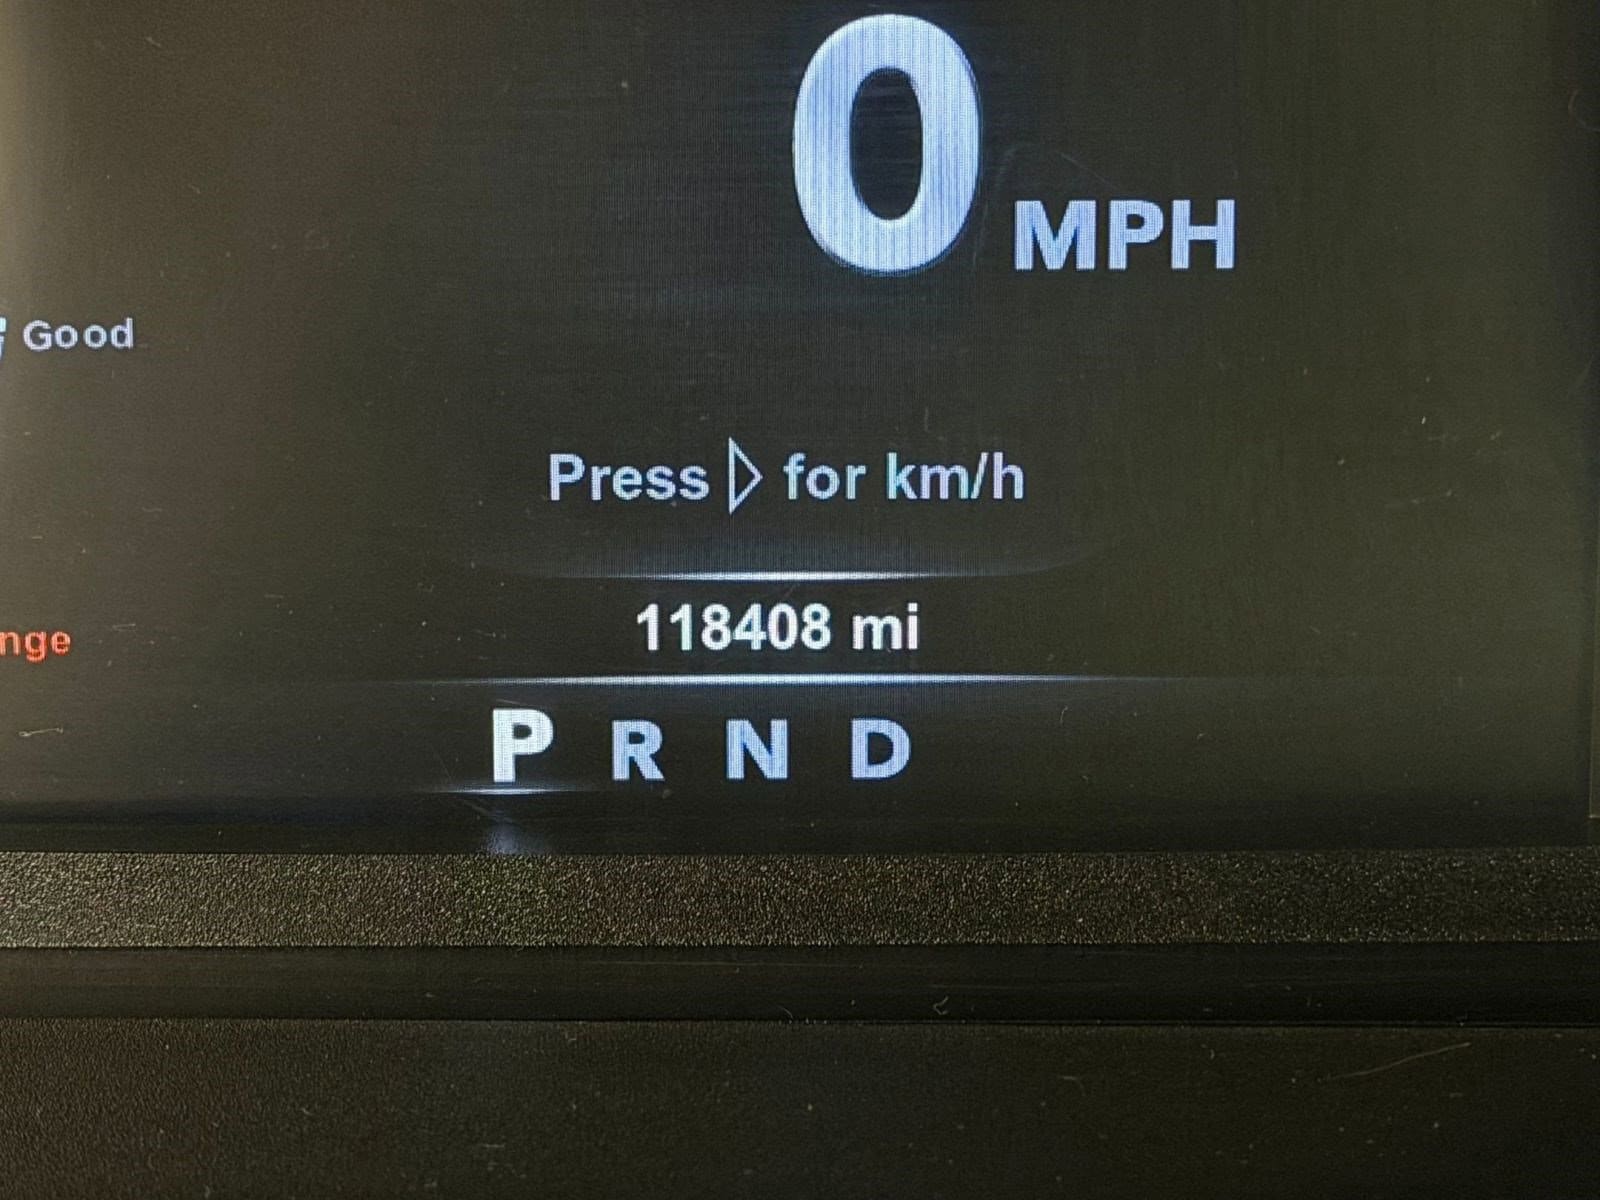 0 MPH
Good
Press ▷ for km/h
118408 mi
nge
P R N D